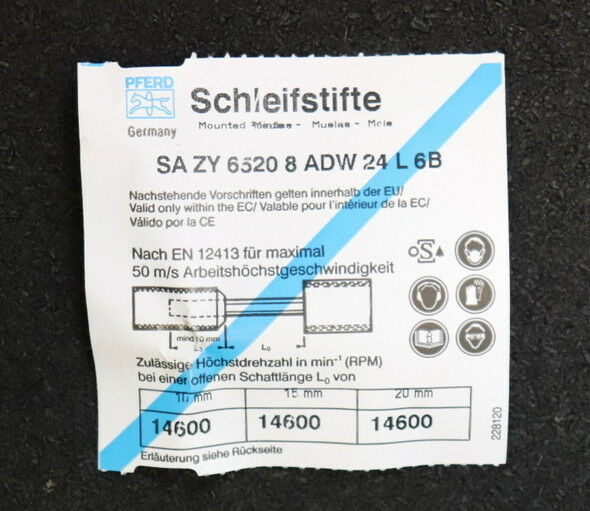 PFERD
Germany
Schleifstifte
Mounted - Muelas - Mole
SA ZY 6520 8 ADW 24 L 6B
Nachstehende Vorschriften gelten innerhalb der EU/
Valid only within the EC/ Valable pour l'intérieur de la EC/
Válido por la CE
Nach EN 12413 für maximal
50 m/s Arbeitshöchstgeschwindigkeit
oSA
mind 10 mm
L₃ L₀
Zulässige Höchstdrehzahl in min⁻¹ (RPM)
bei einer offenen Schaftlänge L₀ von
10 mm 15 mm 20 mm
14600 14600 14600
Erläuterung siehe Rückseite
228120